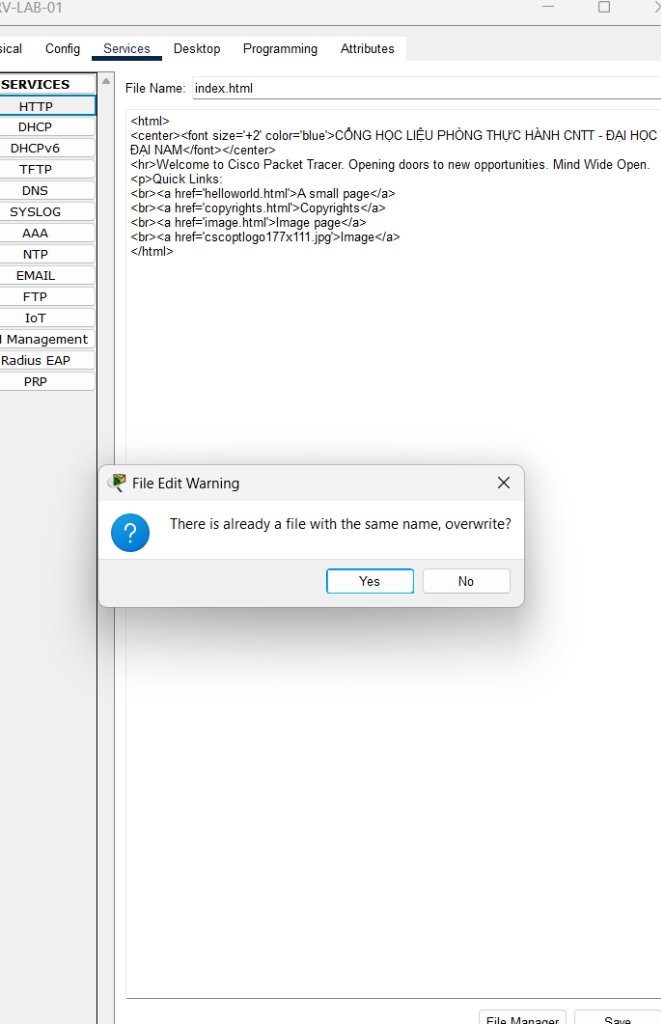 RV-LAB-01
sical Config Services Desktop Programming Attributes
SERVICES
HTTP
DHCP
DHCPv6
TFTP
DNS
SYSLOG
AAA
NTP
EMAIL
FTP
IoT
Management
Radius EAP
PRP
File Name: index.html
<html>
<center><font size='+2' color='blue'>CỔNG HỌC LIỆU PHÒNG THỰC HÀNH CNTT - ĐẠI HỌC
ĐẠI NAM</font></center>
<hr>Welcome to Cisco Packet Tracer. Opening doors to new opportunities. Mind Wide Open.
<p>Quick Links:
<br><a href='helloworld.html'>A small page</a>
<br><a href='copyrights.html'>Copyrights</a>
<br><a href='image.html'>Image page</a>
<br><a href='cscoptlogo177x111.jpg'>Image</a>
</html>
File Edit Warning
There is already a file with the same name, overwrite?
Yes No
File Manager Save